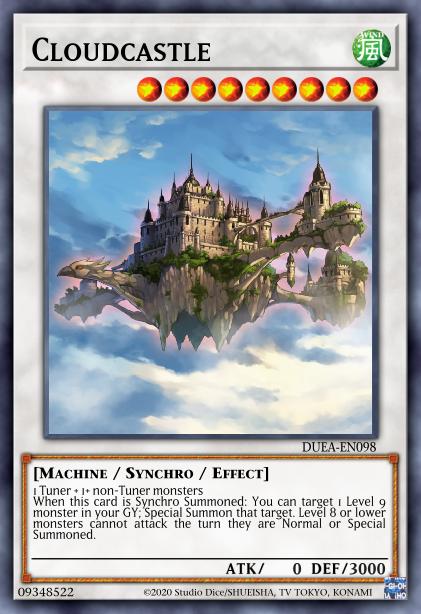 CLOUDCASTLE
WIND
風
DUEA-EN098
[MACHINE / SYNCHRO / EFFECT]
1 Tuner + 1+ non-Tuner monsters
When this card is Synchro Summoned: You can target 1 Level 9
monster in your GY; Special Summon that target. Level 8 or lower
monsters cannot attack the turn they are Normal or Special
Summoned.
ATK/ 0 DEF/3000
09348522 ©2020 Studio Dice/SHUEISHA, TV TOKYO, KONAMI